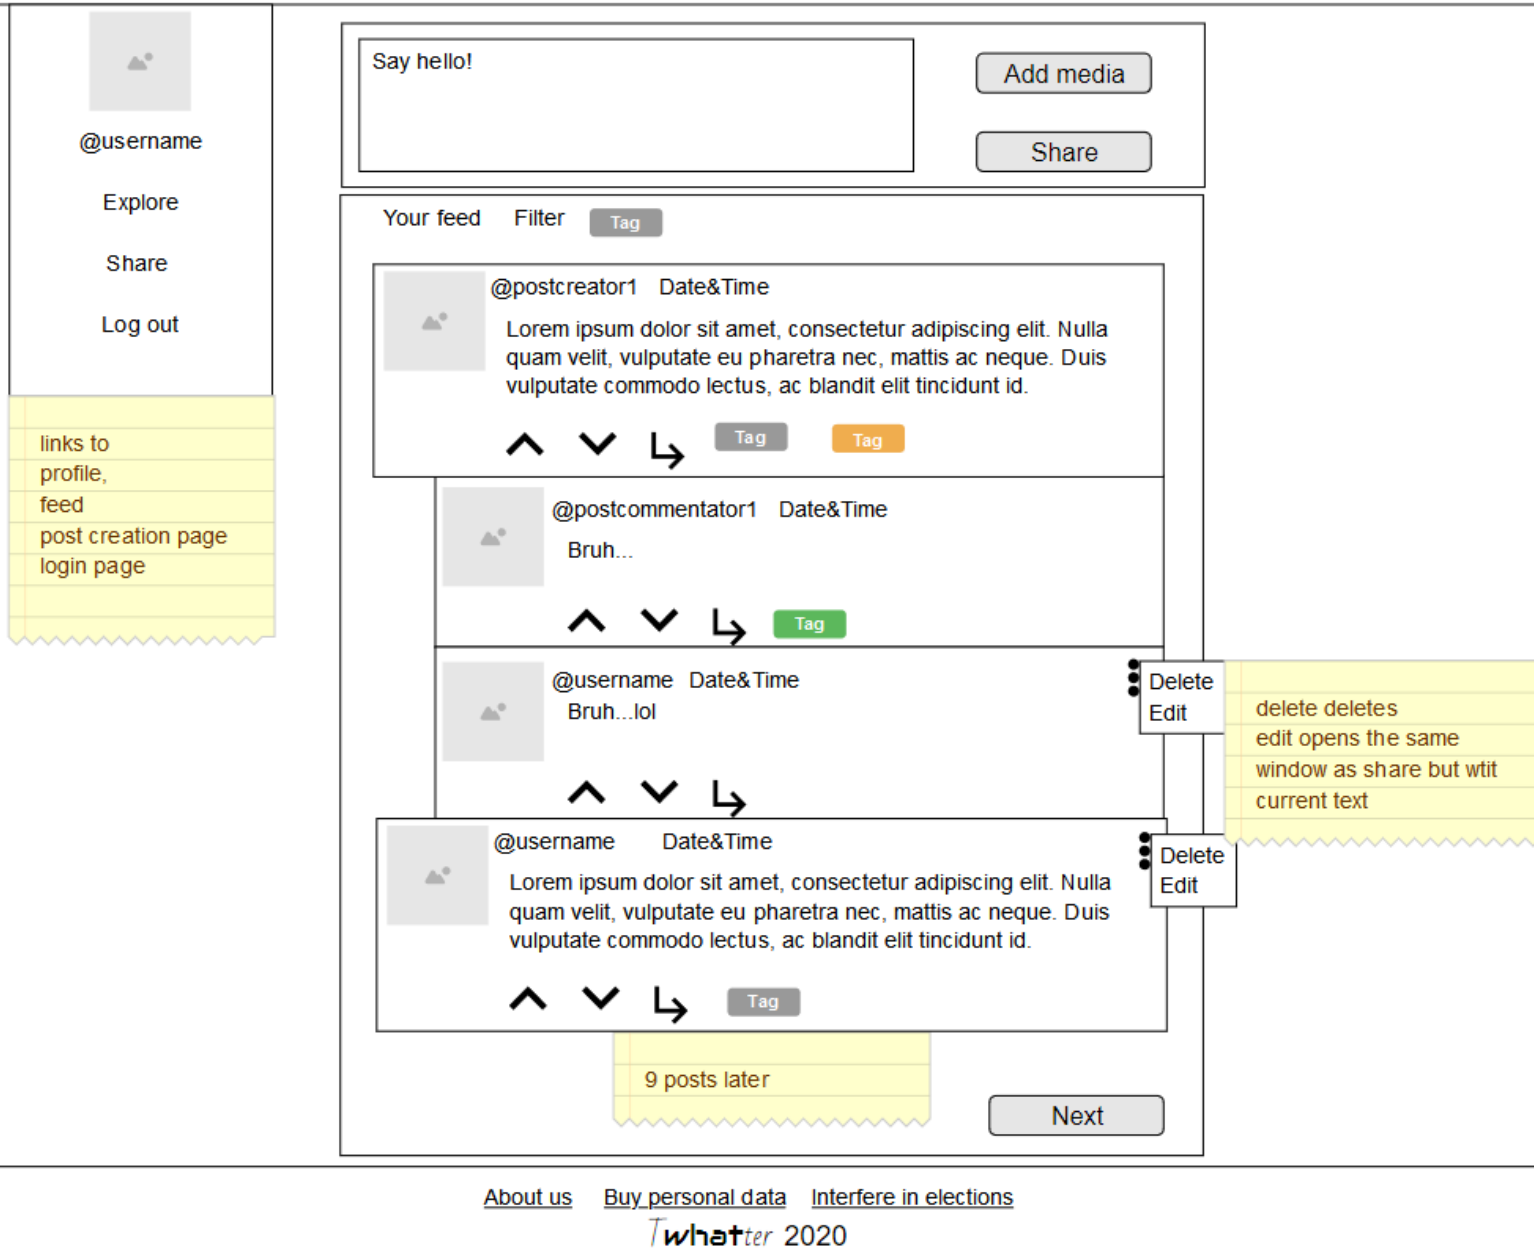 @username
Explore
Share
Log out
links to
profile,
feed
post creation page
login page
Say hello!
Add media
Share
Your feed Filter Tag
@postcreator1 Date&Time
Lorem ipsum dolor sit amet, consectetur adipiscing elit. Nulla
quam velit, vulputate eu pharetra nec, mattis ac neque. Duis
vulputate commodo lectus, ac blandit elit tincidunt id.
Tag Tag
@postcommentator1 Date&Time
Bruh...
Tag
@username Date&Time
Bruh...lol
Delete
Edit
delete deletes
edit opens the same
window as share but wtit
current text
@username Date&Time
Lorem ipsum dolor sit amet, consectetur adipiscing elit. Nulla
quam velit, vulputate eu pharetra nec, mattis ac neque. Duis
vulputate commodo lectus, ac blandit elit tincidunt id.
Tag
Delete
Edit
9 posts later
Next
About us Buy personal data Interfere in elections
Twhatter 2020